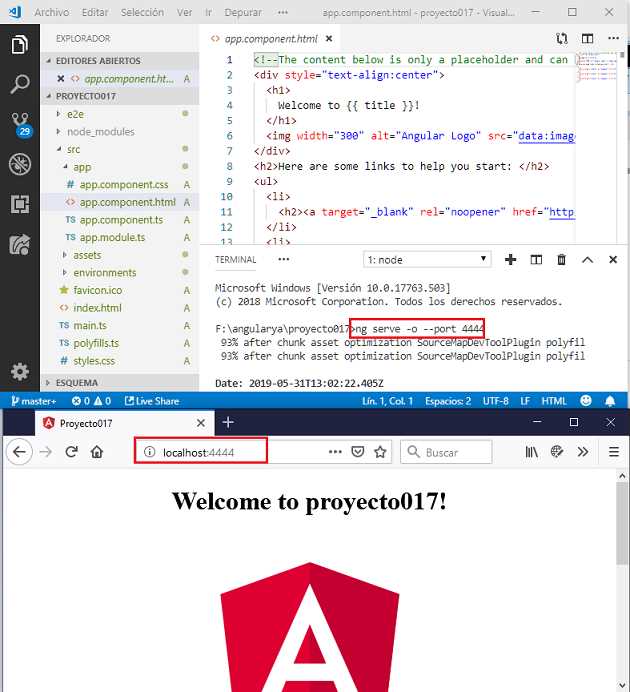 Archivo Editar Selección Ver Ir Depurar ··· app.component.html - proyecto017 - Visual...
EXPLORADOR
EDITORES ABIERTOS
app.component.ht... A
PROYECTO017
e2e
node_modules
src
app
app.component.css A
app.component.html A
app.component.ts A
app.module.ts A
assets
environments
favicon.ico A
index.html A
main.ts A
polyfills.ts A
styles.css A
ESQUEMA
29
app.component.html
1 <!--The content below is only a placeholder and can
2 <div style="text-align:center">
3 <h1>
4 Welcome to {{ title }}!
5 </h1>
6 <img width="300" alt="Angular Logo" src="data:imag
7 </div>
8 <h2>Here are some links to help you start: </h2>
9 <ul>
10 <li>
11 <h2><a target="_blank" rel="noopener" href="http
12 </li>
13 <li>
TERMINAL ··· 1: node
Microsoft Windows [Versión 10.0.17763.503]
(c) 2018 Microsoft Corporation. Todos los derechos reservados.
F:\angularya\proyecto017>ng serve -o --port 4444
93% after chunk asset optimization SourceMapDevToolPlugin polyfil
93% after chunk asset optimization SourceMapDevToolPlugin polyfil
Date: 2019-05-31T13:02:22.405Z
master+ 0 0 Live Share Lín. 1, Col. 1 Espacios: 2 UTF-8 LF HTML
Proyecto017
localhost:4444 Buscar
Welcome to proyecto017!
A